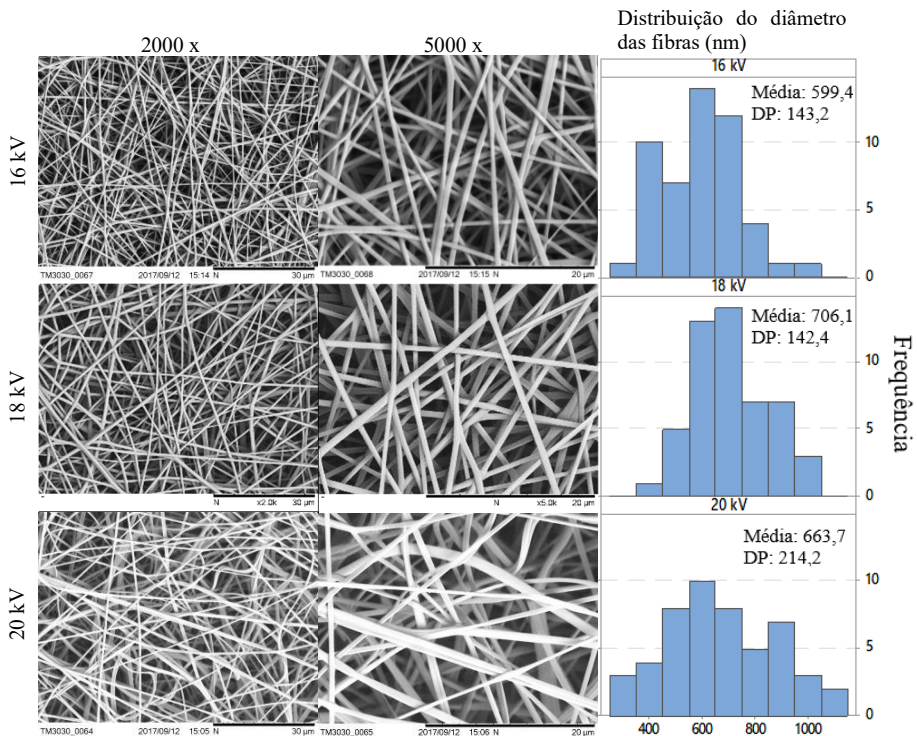 Distribuição do diâmetro
das fibras (nm)
2000 x
5000 x
16 kV
16 kV
Média: 599,4
DP: 143,2
10
5
0
TM3030_0067 2017/09/12 15:14 N 30 µm
TM3030_0068 2017/09/12 15:15 N 20 µm
18 kV
18 kV
Média: 706,1
DP: 142,4
10
5
0
Frequência
N x2.0k 30 µm
N x5.0k 20 µm
20 kV
20 kV
Média: 663,7
DP: 214,2
10
5
0
TM3030_0064 2017/09/12 15:05 N 30 µm
TM3030_0065 2017/09/12 15:06 N 20 µm
400 600 800 1000